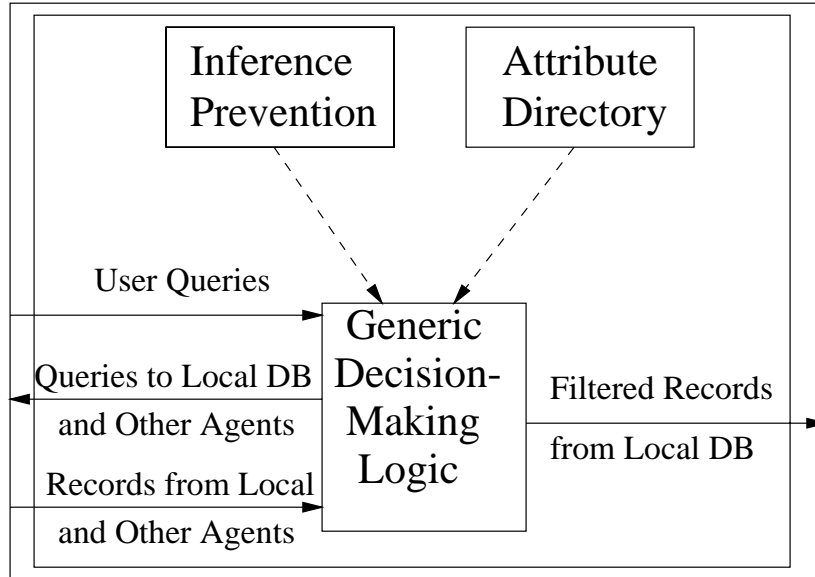 Inference
Prevention
Attribute
Directory
User Queries
Queries to Local DB
and Other Agents
Records from Local
and Other Agents
Generic
Decision-
Making
Logic
Filtered Records
from Local DB